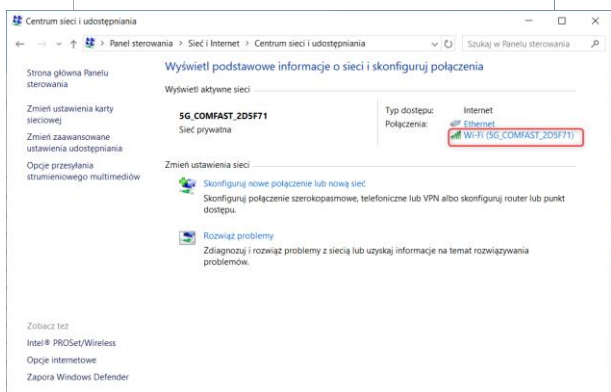 Centrum sieci i udostępniania
Panel sterowania > Sieć i Internet > Centrum sieci i udostępniania
Szukaj w Panelu sterowania
Strona główna Panelu
sterowania
Zmień ustawienia karty
sieciowej
Zmień zaawansowane
ustawienia udostępniania
Opcje przesyłania
strumieniowego multimediów
Wyświetl podstawowe informacje o sieci i skonfiguruj połączenia
Wyświetl aktywne sieci
5G_COMFAST_2D5F71
Sieć prywatna
Typ dostępu: Internet
Połączenia: Ethernet
Wi-Fi (5G_COMFAST_2D5F71)
Zmień ustawienia sieci
Skonfiguruj nowe połączenie lub nową sieć
Skonfiguruj połączenie szerokopasmowe, telefoniczne lub VPN albo skonfiguruj router lub punkt
dostępu.
Rozwiąż problemy
Zdiagnozuj i rozwiąż problemy z siecią lub uzyskaj informacje na temat rozwiązywania
problemów.
Zobacz też
Intel® PROSet/Wireless
Opcje internetowe
Zapora Windows Defender